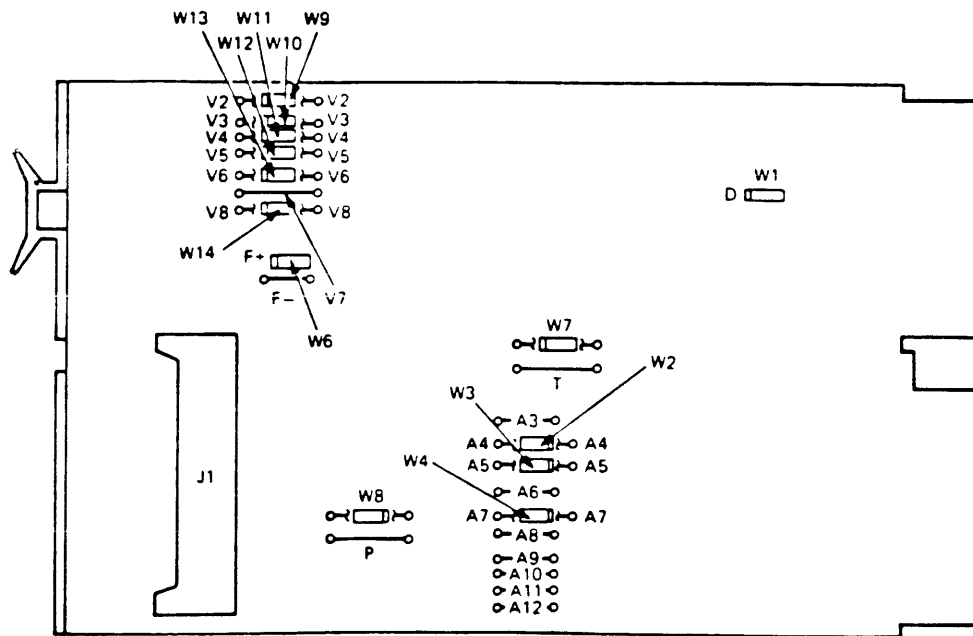 W13 W11 W9
W12 W10
V2 V2
V3 V3
V4 V4
V5 V5
V6 V6
V8 V8
D W1
W14 F+
F- V7
W6
W7
T
W2
W3
A3
A4 A4
W4 A5 A5
J1
A6
W8
A7 A7
A8
P
A9
A10
A11
A12